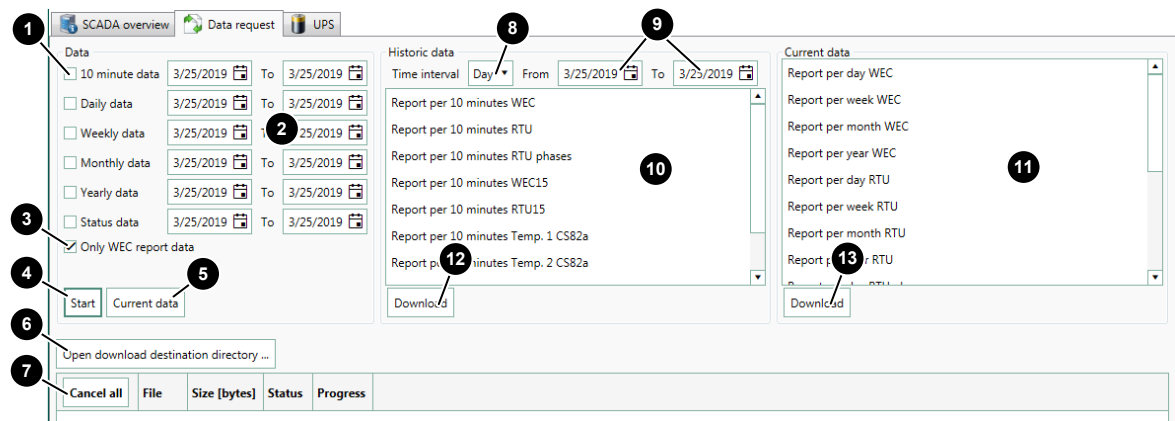 SCADA overview Data request UPS
1 8 9
Data Historic data Current data
10 minute data 3/25/2019 To 3/25/2019
Daily data 3/25/2019 To 3/25/2019
Weekly data 3/25/2019 2 3/25/2019
Monthly data 3/25/2019 To 3/25/2019
Yearly data 3/25/2019 To 3/25/2019
Status data 3/25/2019 To 3/25/2019
3
Only WEC report data
4 5
Start Current data
Time interval Day From 3/25/2019 To 3/25/2019
Report per 10 minutes WEC
Report per 10 minutes RTU
Report per 10 minutes RTU phases
10
Report per 10 minutes WEC15
Report per 10 minutes RTU15
Report per 10 minutes Temp. 1 CS82a
12
Report minutes Temp. 2 CS82a
Download
Report per day WEC
Report per week WEC
Report per month WEC
Report per year WEC
11
Report per day RTU
Report per week RTU
Report per month RTU
13
Report RTU
Download
6
Open download destination directory ...
7
Cancel all File Size [bytes] Status Progress